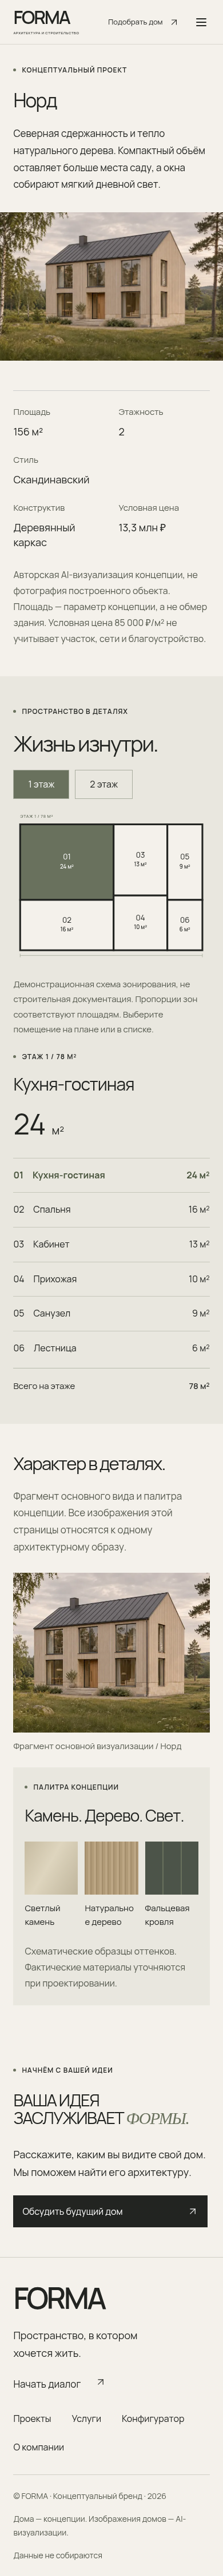 FORMA
АРХИТЕКТУРА И СТРОИТЕЛЬСТВО
Подобрать дом
КОНЦЕПТУАЛЬНЫЙ ПРОЕКТ
Норд
Северная сдержанность и тепло
натурального дерева. Компактный объём
оставляет больше места саду, а окна
собирают мягкий дневной свет.
Площадь
Этажность
156 м²
2
Стиль
Скандинавский
Конструктив
Условная цена
Деревянный
каркас
13,3 млн ₽
Авторская AI-визуализация концепции, не
фотография построенного объекта.
Площадь — параметр концепции, а не обмер
здания. Условная цена 85 000 ₽/м² не
учитывает участок, сети и благоустройство.
ПРОСТРАНСТВО В ДЕТАЛЯХ
Жизнь изнутри.
1 этаж
2 этаж
ЭТАЖ 1 / 78 М²
01
24 м²
03
13 м²
05
9 м²
02
16 м²
04
10 м²
06
6 м²
Демонстрационная схема зонирования, не
строительная документация. Пропорции зон
соответствуют площадям. Выберите
помещение на плане или в списке.
ЭТАЖ 1 / 78 М²
Кухня-гостиная
24 м²
01 Кухня-гостиная 24 м²
02 Спальня 16 м²
03 Кабинет 13 м²
04 Прихожая 10 м²
05 Санузел 9 м²
06 Лестница 6 м²
Всего на этаже 78 м²
Характер в деталях.
Фрагмент основного вида и палитра
концепции. Все изображения этой
страницы относятся к одному
архитектурному образу.
Фрагмент основной визуализации / Норд
ПАЛИТРА КОНЦЕПЦИИ
Камень. Дерево. Свет.
Светлый
камень
Натурально
е дерево
Фальцевая
кровля
Схематические образцы оттенков.
Фактические материалы уточняются
при проектировании.
НАЧНЁМ С ВАШЕЙ ИДЕИ
ВАША ИДЕЯ
ЗАСЛУЖИВАЕТ ФОРМЫ.
Расскажите, каким вы видите свой дом.
Мы поможем найти его архитектуру.
Обсудить будущий дом
FORMA
Пространство, в котором
хочется жить.
Начать диалог
Проекты Услуги Конфигуратор
О компании
© FORMA · Концептуальный бренд · 2026
Дома — концепции. Изображения домов — AI-
визуализации.
Данные не собираются